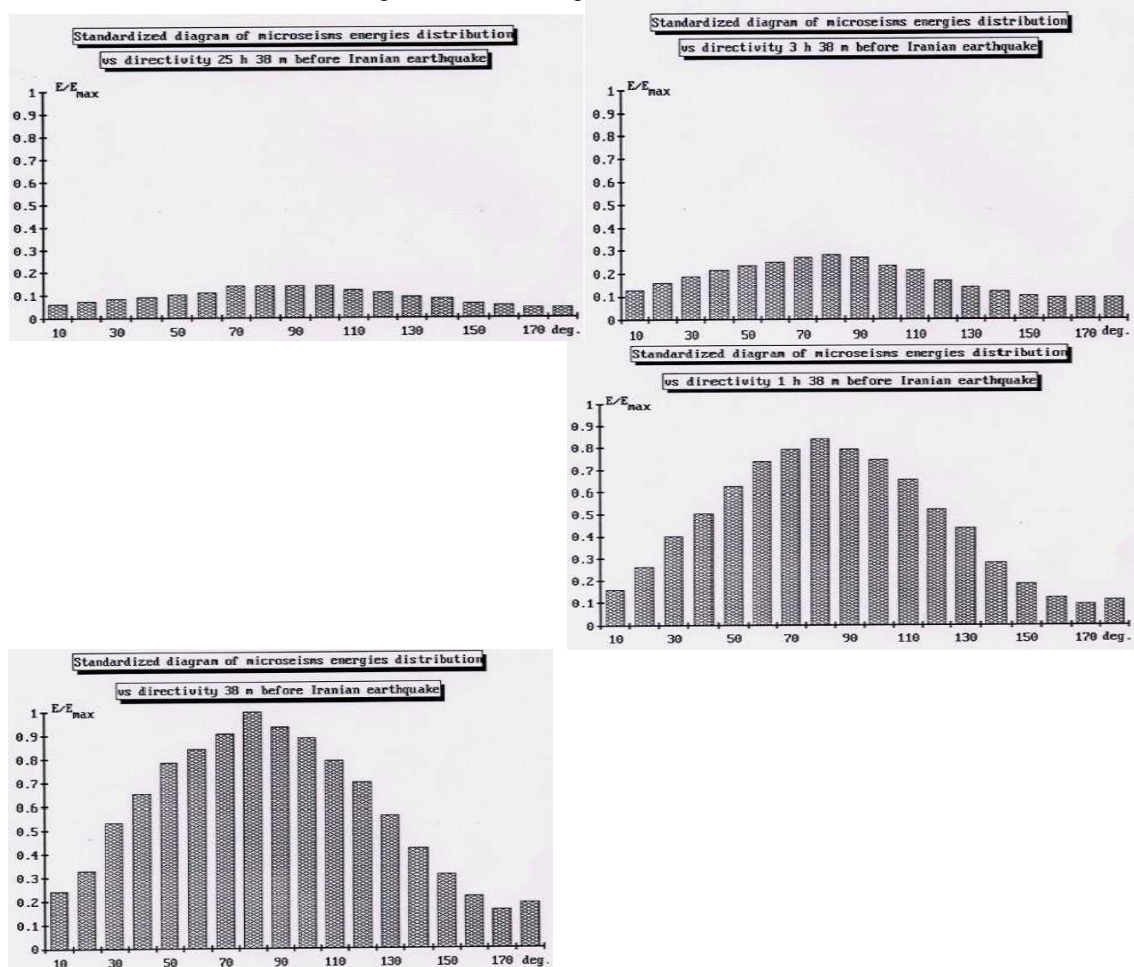 Standardized diagram of microseisms energies distribution
vs directivity 25 h 38 m before Iranian earthquake
E/Emax
1
0.9
0.8
0.7
0.6
0.5
0.4
0.3
0.2
0.1
0
10 30 50 70 90 110 130 150 170 deg.
Standardized diagram of microseisms energies distribution
vs directivity 3 h 38 m before Iranian earthquake
E/Emax
1
0.9
0.8
0.7
0.6
0.5
0.4
0.3
0.2
0.1
0
10 30 50 70 90 110 130 150 170 deg.
Standardized diagram of microseisms energies distribution
vs directivity 1 h 38 m before Iranian earthquake
E/Emax
1
0.9
0.8
0.7
0.6
0.5
0.4
0.3
0.2
0.1
0
10 30 50 70 90 110 130 150 170 deg.
Standardized diagram of microseisms energies distribution
vs directivity 38 m before Iranian earthquake
E/Emax
1
0.9
0.8
0.7
0.6
0.5
0.4
0.3
0.2
0.1
0
10 30 50 70 90 110 130 150 170 deg.